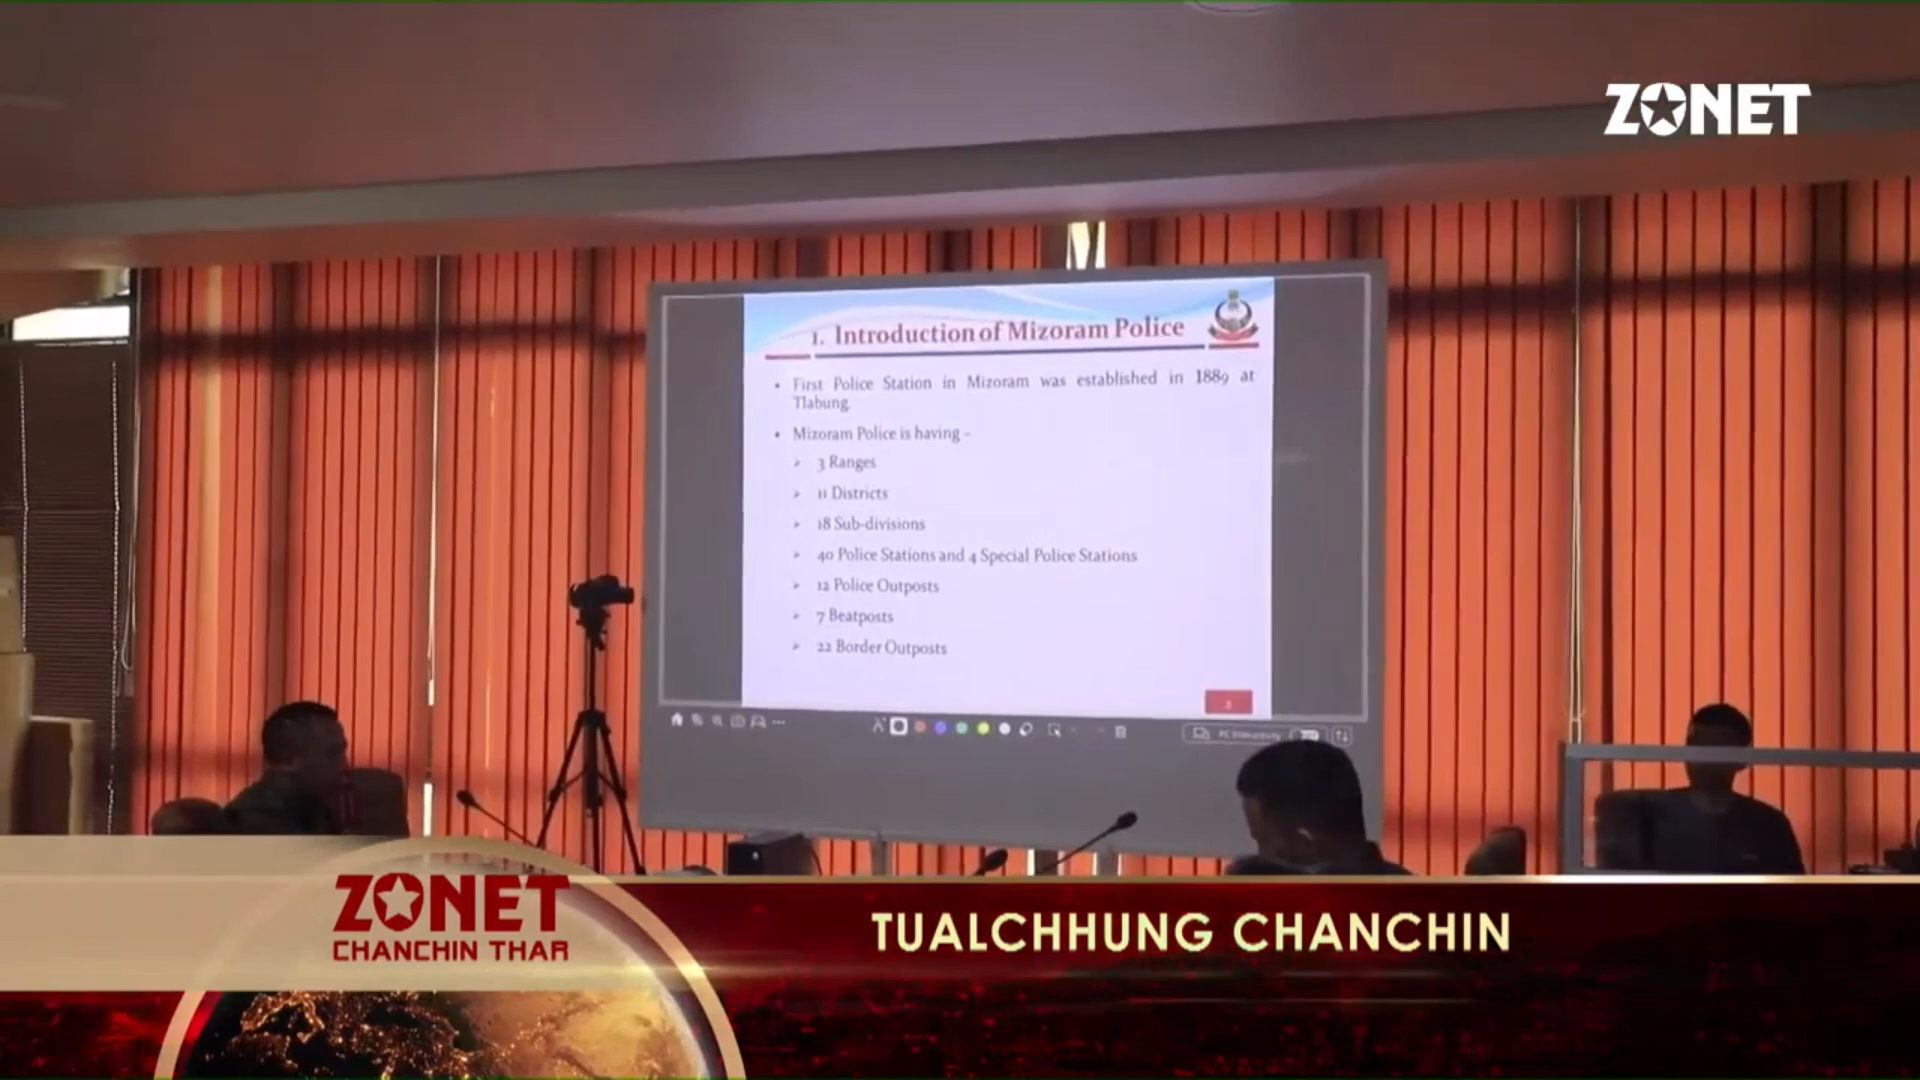 ZONET
1. Introduction of Mizoram Police
• First Police Station in Mizoram was established in 1889 at
Tlabung.
• Mizoram Police is having -
➢ 3 Ranges
➢ 11 Districts
➢ 18 Sub-divisions
➢ 40 Police Stations and 4 Special Police Stations
➢ 12 Police Outposts
➢ 7 Beatposts
➢ 22 Border Outposts
2
ZONET
CHANCHIN THAR
TUALCHHUNG CHANCHIN